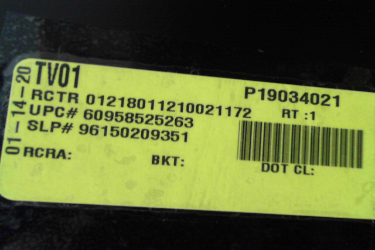 01-14-20
TV01
P19034021
RCTR 01218011210021172
RT :1
UPC# 60958525263
SLP# 96150209351
RCRA:
BKT:
DOT CL: